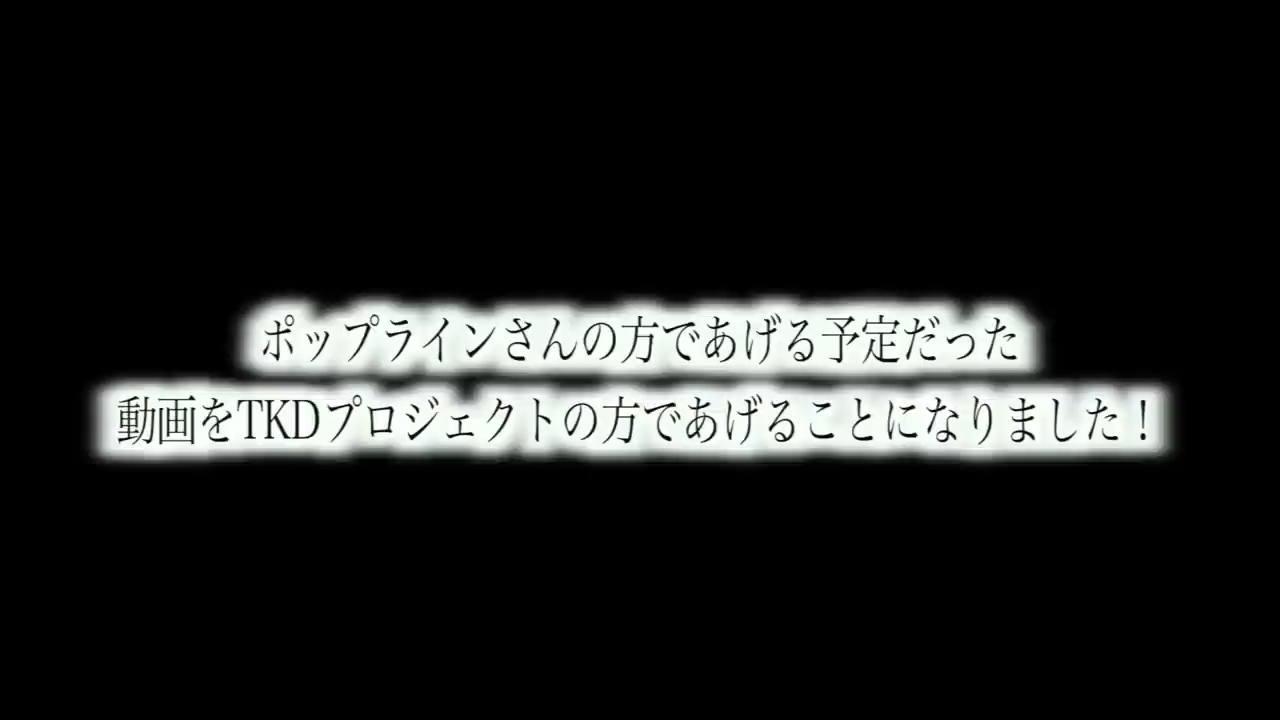 ポップラインさんの方であげる予定だった
動画をTKDプロジェクトの方であげることになりました！